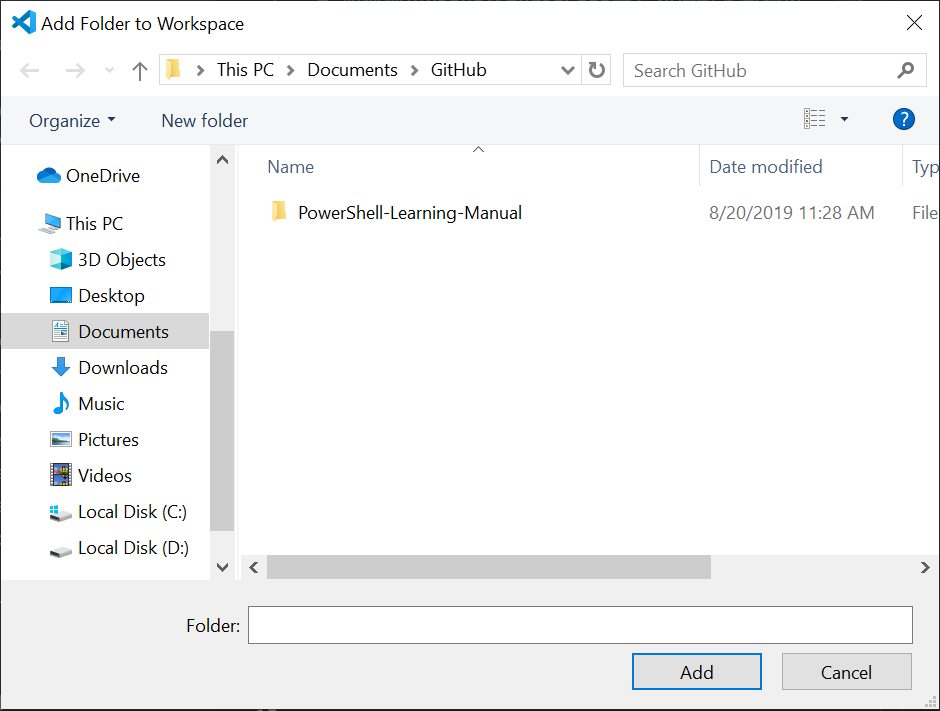 Add Folder to Workspace
This PC Documents GitHub
Search GitHub
Organize
New folder
?
Name
Date modified
Typ
PowerShell-Learning-Manual
8/20/2019 11:28 AM
File
OneDrive
This PC
3D Objects
Desktop
Documents
Downloads
Music
Pictures
Videos
Local Disk (C:)
Local Disk (D:)
Folder:
Add
Cancel